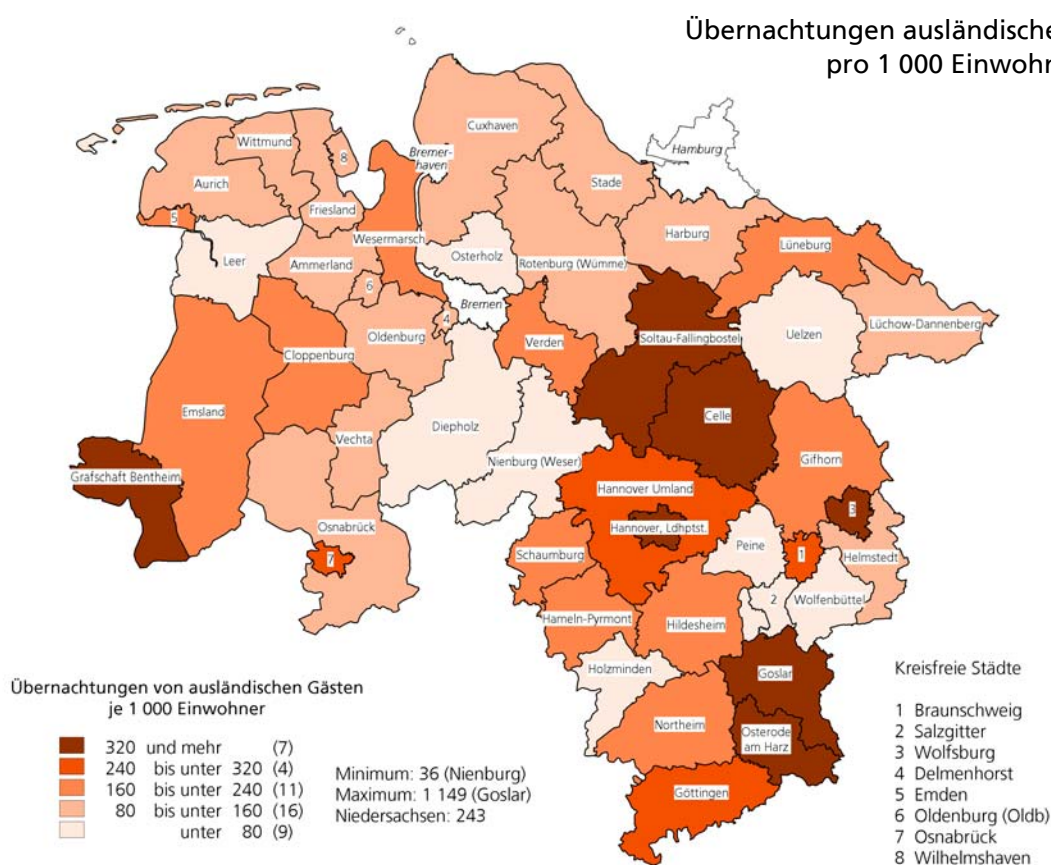 Übernachtungen ausländische
pro 1 000 Einwohn
Cuxhaven
Wittmund
Bremer-
haven
Hamburg
8
Aurich
Stade
Friesland
5
Wesermarsch
Harburg
Lüneburg
Leer
Ammerland
Osterholz
Rotenburg (Wümme)
6
Bremen
4
Lüchow-Dannenberg
Oldenburg
Uelzen
Soltau-Fallingbostel
Verden
Cloppenburg
Emsland
Celle
Diepholz
Vechta
Gifhorn
Nienburg (Weser)
Grafschaft Bentheim
Hannover Umland
3
Osnabrück
Hannover, Ldhptst.
Peine
7
Schaumburg
1
Helmstedt
2
Wolfenbüttel
Hameln-Pyrmont
Hildesheim
Holzminden
Goslar
Northeim
Osterode
am Harz
Göttingen
Übernachtungen von ausländischen Gästen
je 1 000 Einwohner
320 und mehr (7)
240 bis unter 320 (4)
160 bis unter 240 (11)
80 bis unter 160 (16)
unter 80 (9)
Minimum: 36 (Nienburg)
Maximum: 1 149 (Goslar)
Niedersachsen: 243
Kreisfreie Städte
1 Braunschweig
2 Salzgitter
3 Wolfsburg
4 Delmenhorst
5 Emden
6 Oldenburg (Oldb)
7 Osnabrück
8 Wilhelmshaven